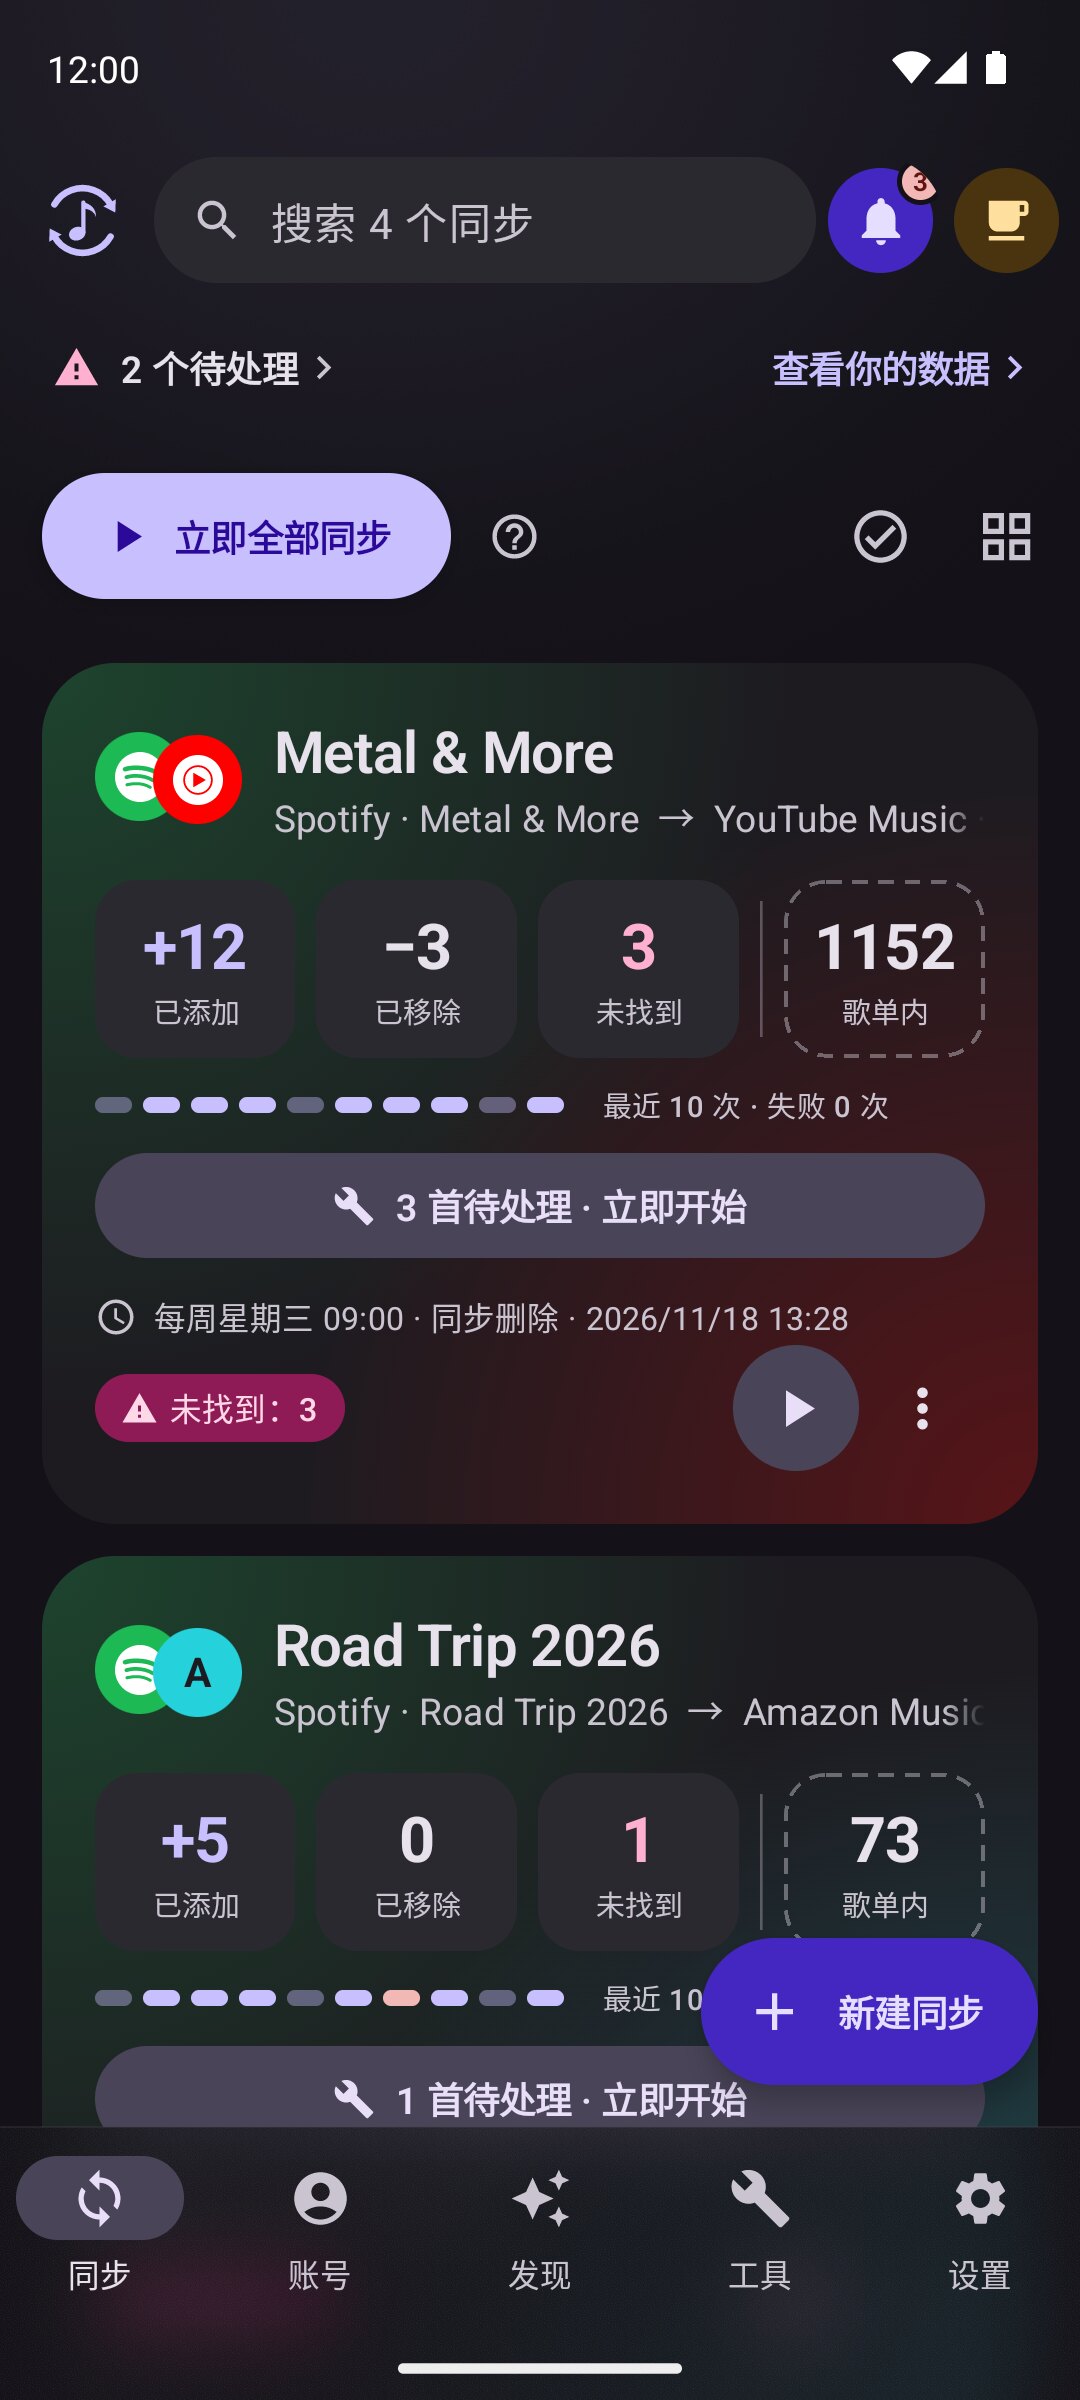 12:00
搜索 4 个同步
3
2 个待处理
查看你的数据
立即全部同步
Metal & More
Spotify · Metal & More → YouTube Music
+12
已添加
−3
已移除
3
未找到
1152
歌单内
最近 10 次 · 失败 0 次
3 首待处理 · 立即开始
每周星期三 09:00 · 同步删除 · 2026/11/18 13:28
未找到：3
A
Road Trip 2026
Spotify · Road Trip 2026 → Amazon Music
+5
已添加
0
已移除
1
未找到
73
歌单内
最近 10
新建同步
1 首待处理 · 立即开始
同步
账号
发现
工具
设置